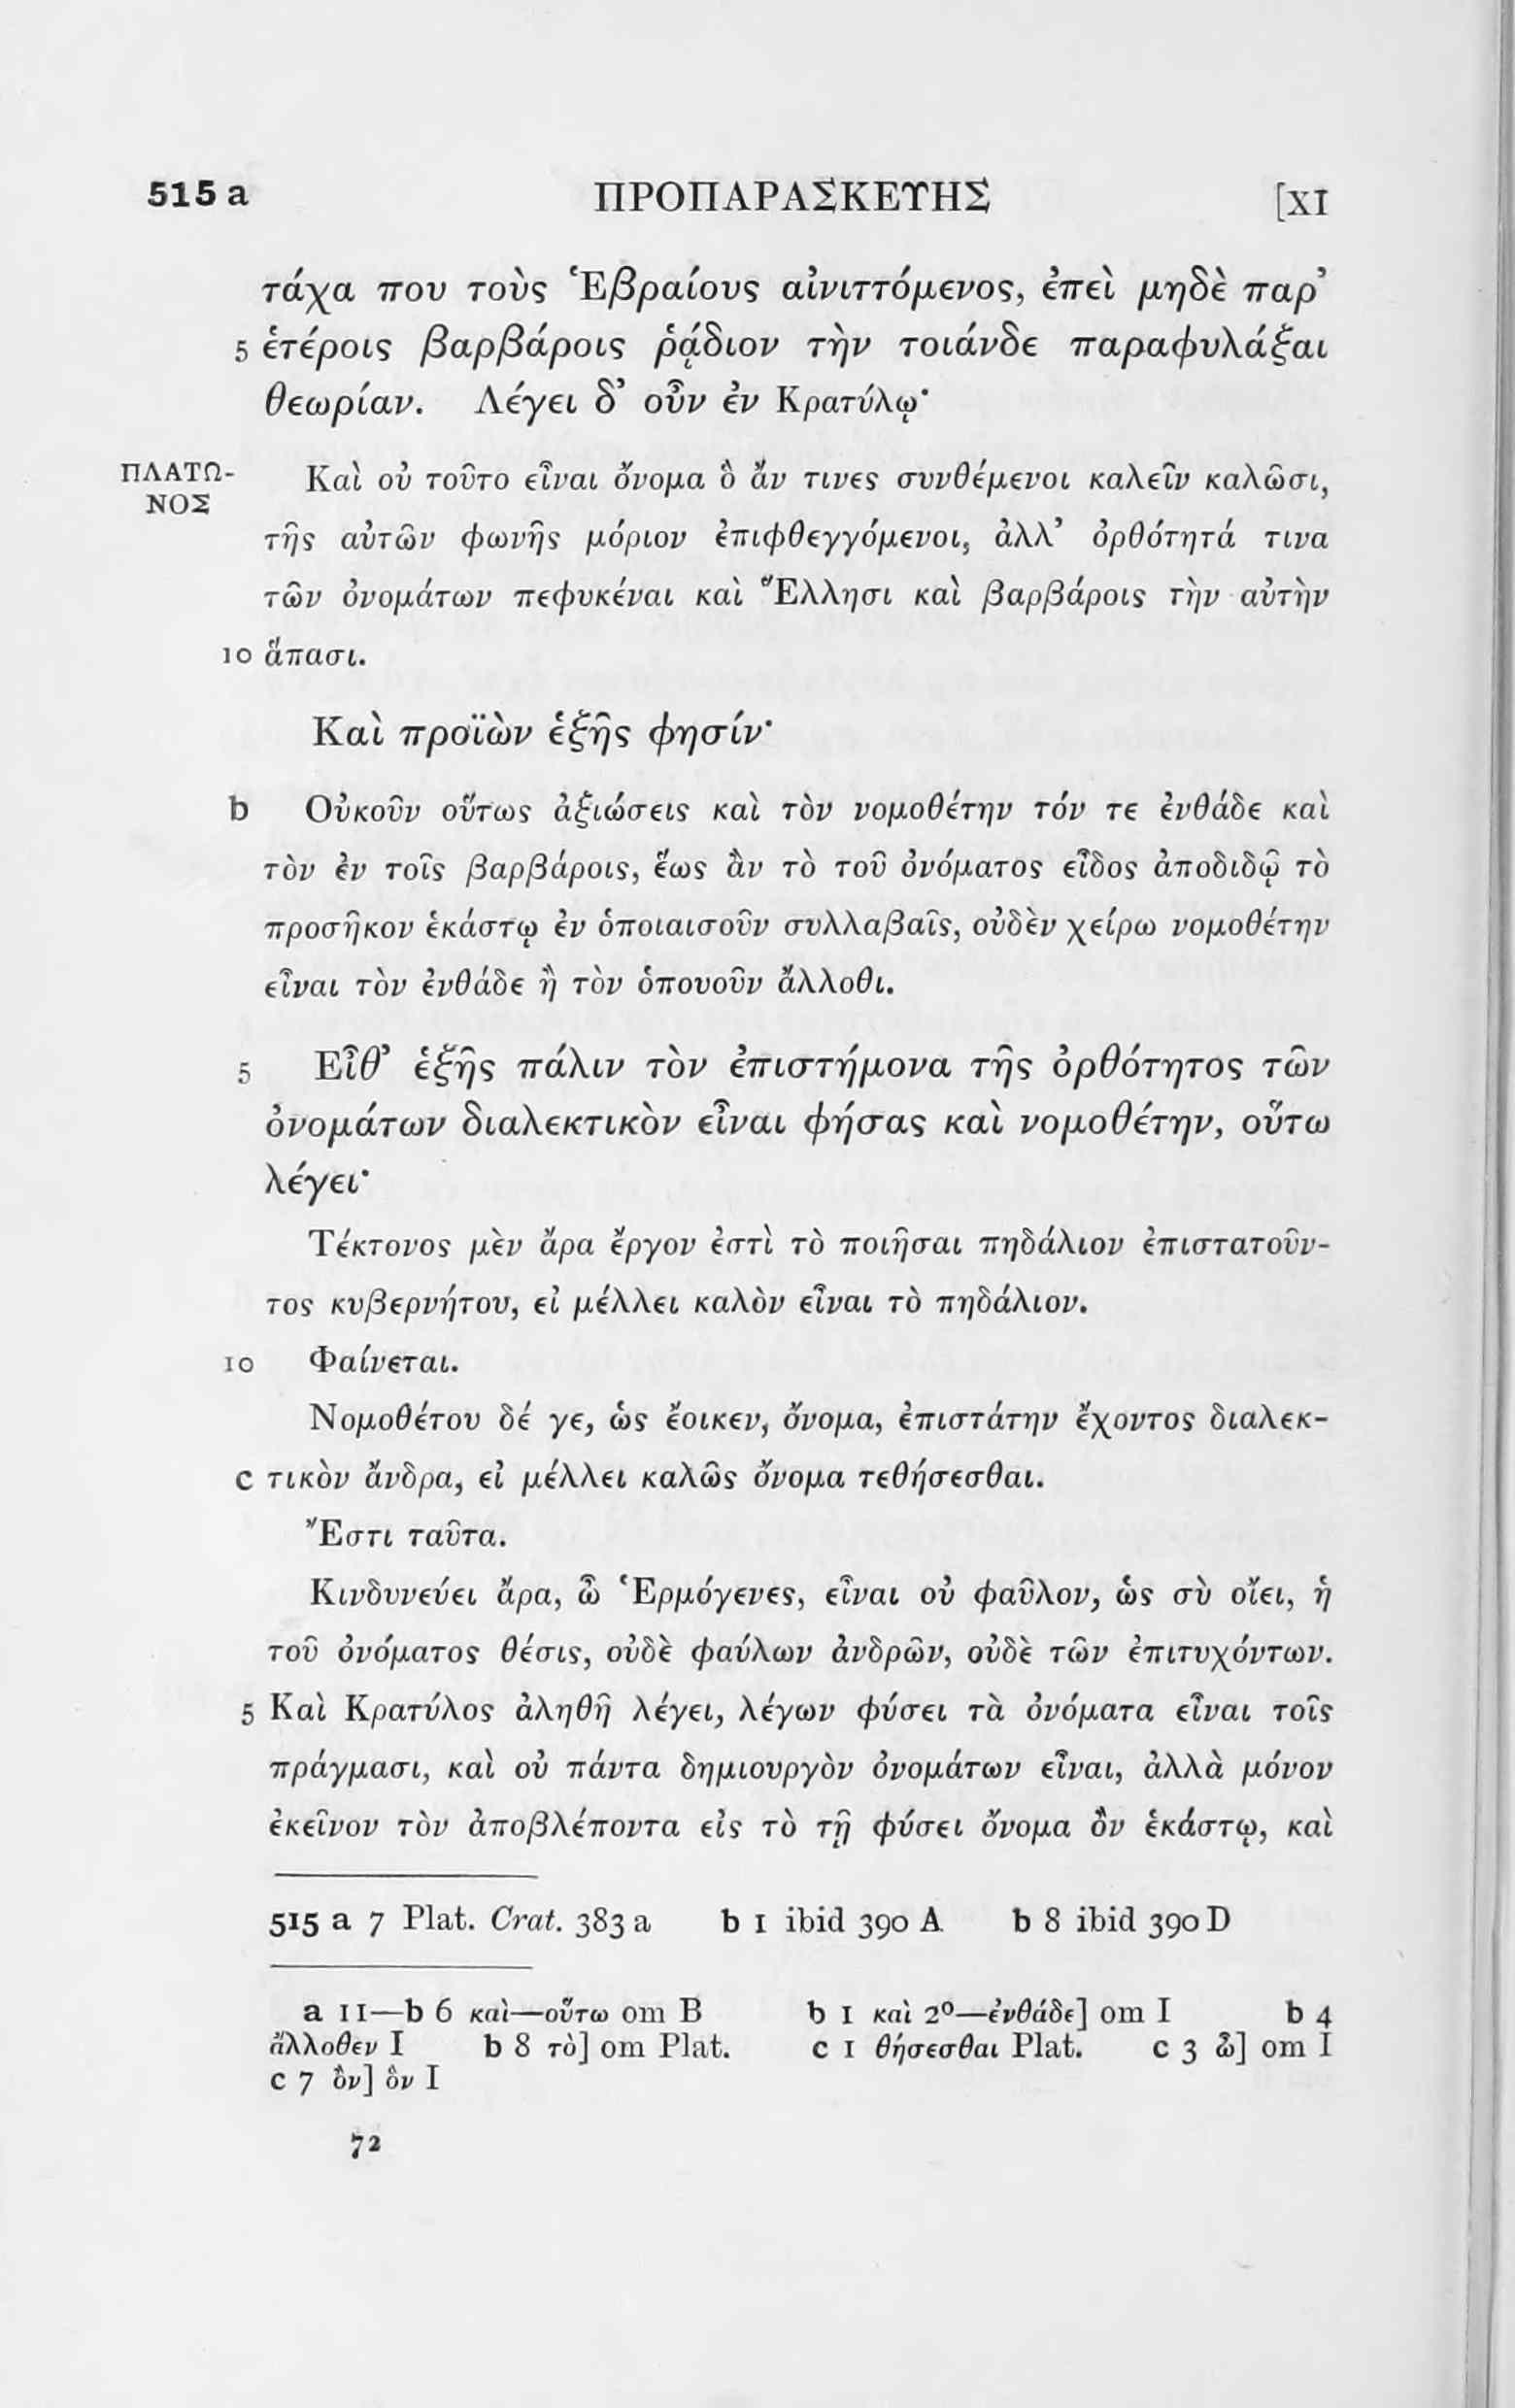 515 a ΠΡΟΠΑΡΑΣΚΕΥΗΣ [XI
τάχα που τοὺς Ἑβραίους αἰνιττόμενος, ἐπεὶ μηδὲ παρ’
5 ἑτέροις βαρβάροις ῥᾴδιον τὴν τοιάνδε παραφυλάξαι
θεωρίαν. Λέγει δ’ οὖν ἐν Κρατύλῳ·
ΠΛΑΤΩ- Καὶ οὐ τοῦτο εἶναι ὄνομα ὃ ἄν τινες συνθέμενοι καλεῖν καλῶσι,
ΝΟΣ
τῆς αὐτῶν φωνῆς μόριον ἐπιφθεγγόμενοι, ἀλλ’ ὀρθότητά τινα
τῶν ὀνομάτων πεφυκέναι καὶ Ἕλλησι καὶ βαρβάροις τὴν αὐτὴν
10 ἅπασι.
Καὶ προϊὼν ἑξῆς φησίν·
b Οὐκοῦν οὕτως ἀξιώσεις καὶ τὸν νομοθέτην τόν τε ἐνθάδε καὶ
τὸν ἐν τοῖς βαρβάροις, ἕως ἂν τὸ τοῦ ὀνόματος εἶδος ἀποδιδῷ τὸ
προσῆκον ἑκάστῳ ἐν ὁποιαισοῦν συλλαβαῖς, οὐδὲν χείρω νομοθέτην
εἶναι τὸν ἐνθάδε ἢ τὸν ὁπουοῦν ἄλλοθι.
5 Εἶθ’ ἑξῆς πάλιν τὸν ἐπιστήμονα τῆς ὀρθότητος τῶν
ὀνομάτων διαλεκτικὸν εἶναι φήσας καὶ νομοθέτην, οὕτω
λέγει·
Τέκτονος μὲν ἄρα ἔργον ἐστὶ τὸ ποιῆσαι πηδάλιον ἐπιστατοῦν-
τος κυβερνήτου, εἰ μέλλει καλὸν εἶναι τὸ πηδάλιον.
10 Φαίνεται.
Νομοθέτου δέ γε, ὡς ἔοικεν, ὄνομα, ἐπιστάτην ἔχοντος διαλεκ-
c τικὸν ἄνδρα, εἰ μέλλει καλῶς ὄνομα τεθήσεσθαι.
Ἔστι ταῦτα.
Κινδυνεύει ἄρα, ὦ Ἑρμόγενες, εἶναι οὐ φαῦλον, ὡς σὺ οἴει, ἡ
τοῦ ὀνόματος θέσις, οὐδὲ φαύλων ἀνδρῶν, οὐδὲ τῶν ἐπιτυχόντων.
5 Καὶ Κρατύλος ἀληθῆ λέγει, λέγων φύσει τὰ ὀνόματα εἶναι τοῖς
πράγμασι, καὶ οὐ πάντα δημιουργὸν ὀνομάτων εἶναι, ἀλλὰ μόνον
ἐκεῖνον τὸν ἀποβλέποντα εἰς τὸ τῇ φύσει ὄνομα ὂν ἑκάστῳ, καὶ
515 a 7 Plat. Crat. 383 a b 1 ibid 390 A b 8 ibid 390 D
a 11—b 6 καὶ—οὕτω om B b 1 καὶ 2º—ἐνθάδε] om I b 4
ἄλλοθεν I b 8 τὸ] om Plat. c 1 θήσεσθαι Plat. c 3 ὦ] om I
c 7 ὂν] ὃν I
72